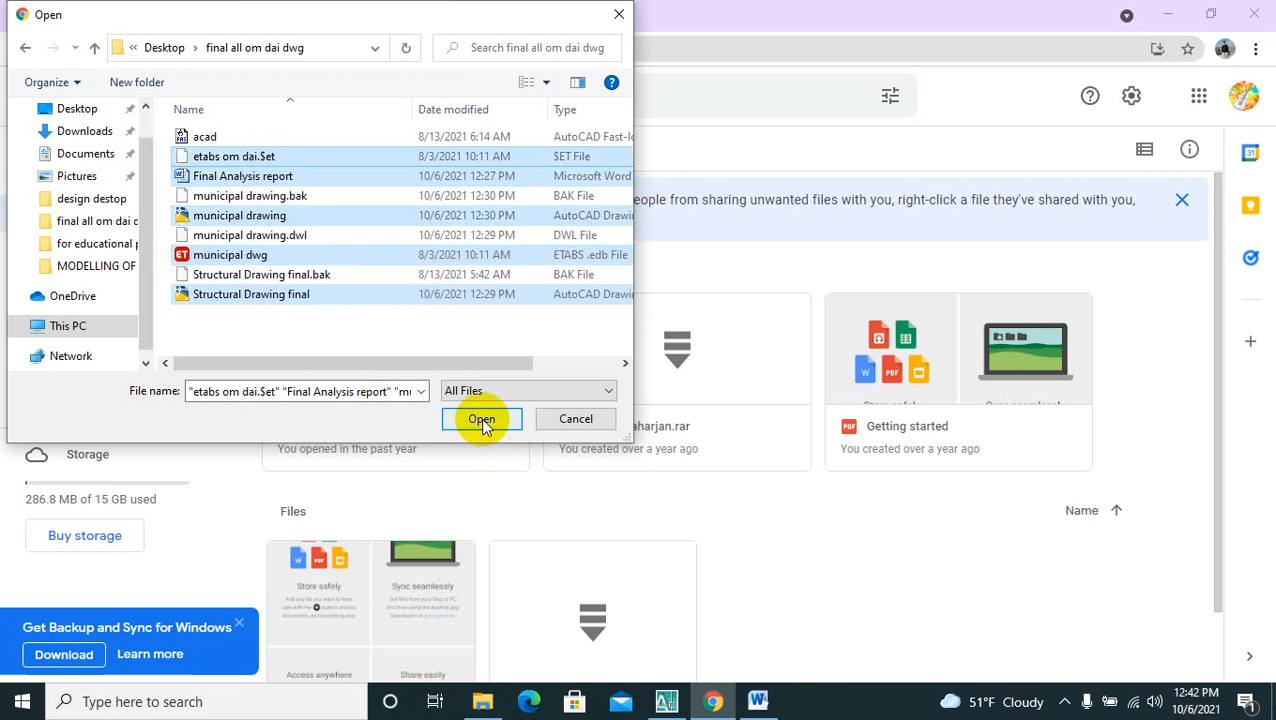 Open
Desktop › final all om dai dwg
Search final all om dai dwg
Organize
New folder
Name
Date modified
Type
Desktop
Downloads
Documents
Pictures
design destop
final all om dai c
for educational p
MODELLING OF
OneDrive
This PC
Network
acad 8/13/2021 6:14 AM AutoCAD Fast-lo
etabs om dai.$et 8/3/2021 10:11 AM $ET File
Final Analysis report 10/6/2021 12:27 PM Microsoft Word
municipal drawing.bak 10/6/2021 12:30 PM BAK File
municipal drawing 10/6/2021 12:30 PM AutoCAD Drawi
municipal drawing.dwl 10/6/2021 12:29 PM DWL File
municipal dwg 8/3/2021 10:11 AM ETABS .edb File
Structural Drawing final.bak 8/13/2021 5:42 AM BAK File
Structural Drawing final 10/6/2021 12:29 PM AutoCAD Drawi
File name:
"etabs om dai.$et" "Final Analysis report" "mu
All Files
Open
Cancel
eople from sharing unwanted files with you, right-click a file they've shared with you,
aharjan.rar
You opened in the past year
You created over a year ago
Getting started
You created over a year ago
Store safely
Sync seamlessly
Storage
286.8 MB of 15 GB used
Buy storage
Files
Name
Store safely
Sync seamlessly
Access anywhere
Share easily
Get Backup and Sync for Windows
Download
Learn more
Type here to search
51°F Cloudy
12:42 PM
10/6/2021
1